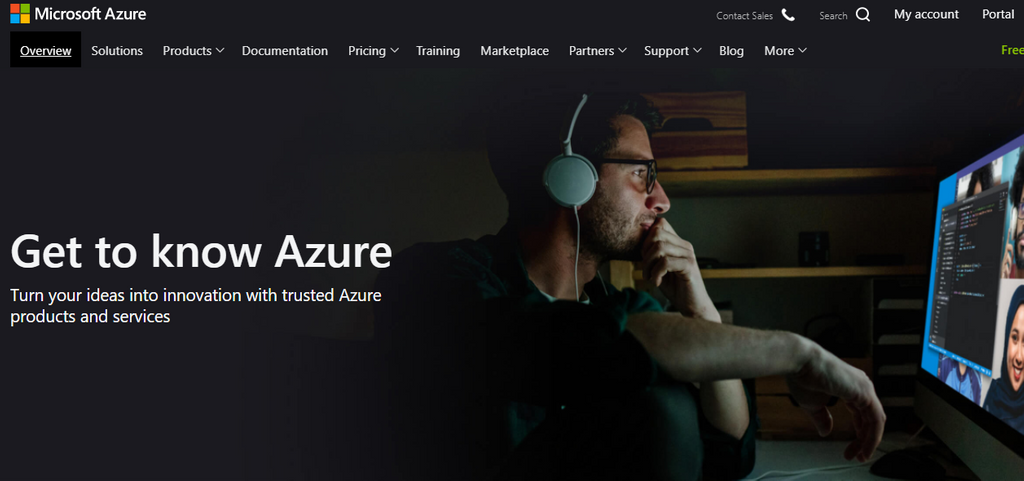 Microsoft Azure
Contact Sales
Search
My account
Portal
Overview Solutions Products Documentation Pricing Training Marketplace Partners Support Blog More
Free
Get to know Azure
Turn your ideas into innovation with trusted Azure
products and services